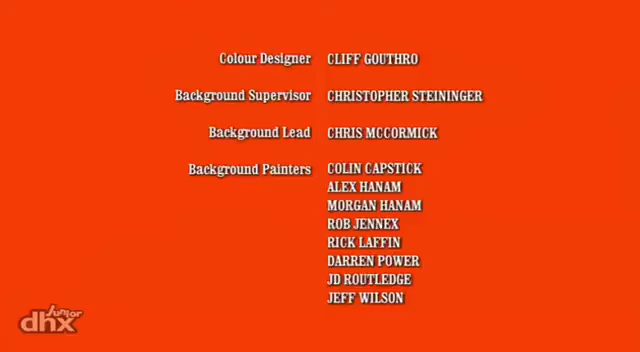 Colour Designer CLIFF GOUTHRO
Background Supervisor CHRISTOPHER STEININGER
Background Lead CHRIS MCCORMICK
Background Painters COLIN CAPSTICK
ALEX HANAM
MORGAN HANAM
ROB JENNEX
RICK LAFFIN
DARREN POWER
JD ROUTLEDGE
JEFF WILSON
junior
dhx